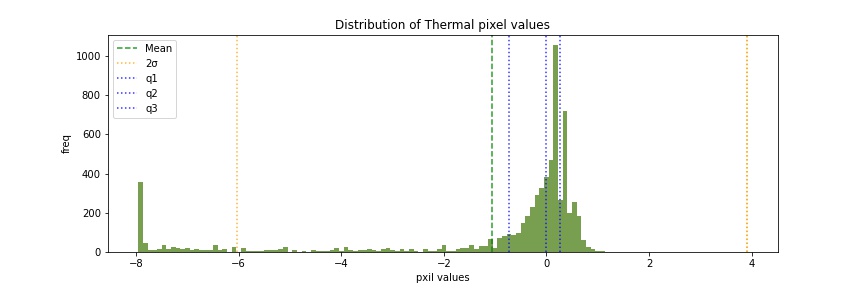 Distribution of Thermal pixel values
Mean
2σ
q1
q2
q3
freq
1000
800
600
400
200
0
−8
−6
−4
−2
0
2
4
pxil values